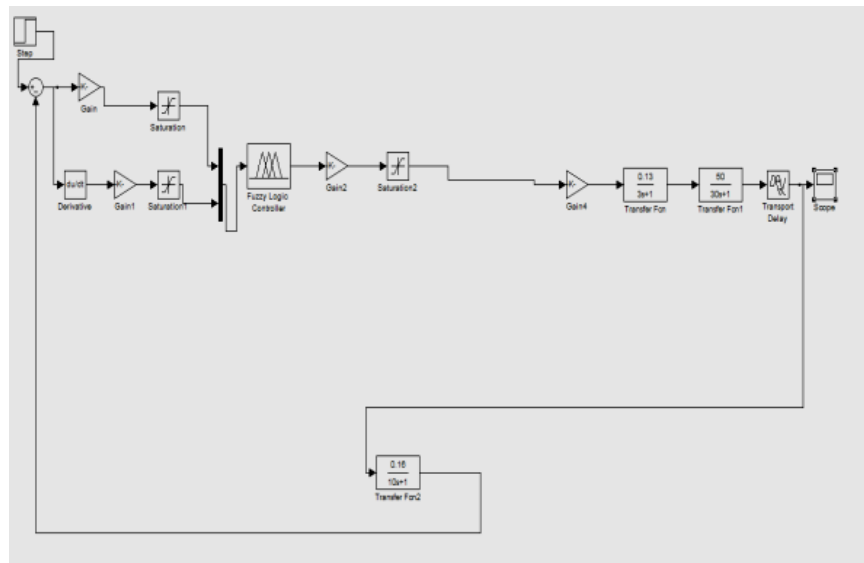 Step
Gain
Saturation
du/dt
Derivative
Gain1
Saturation1
Fuzzy Logic
Controller
Gain2
Saturation2
Gain4
0.13
3s+1
Transfer Fcn
50
30s+1
Transfer Fcn1
Transport
Delay
Scope
0.16
10s+1
Transfer Fcn2